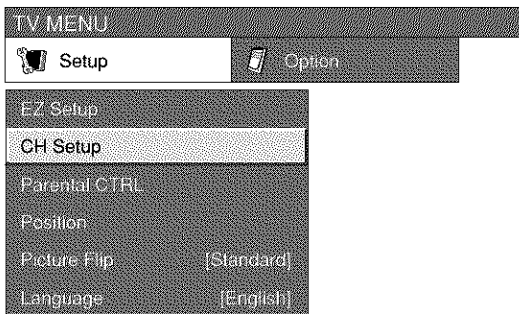 TV MENU
Setup Option
EZ Setup
CH Setup
Parental CTRL
Position
Picture Flip [Standard]
Language [English]